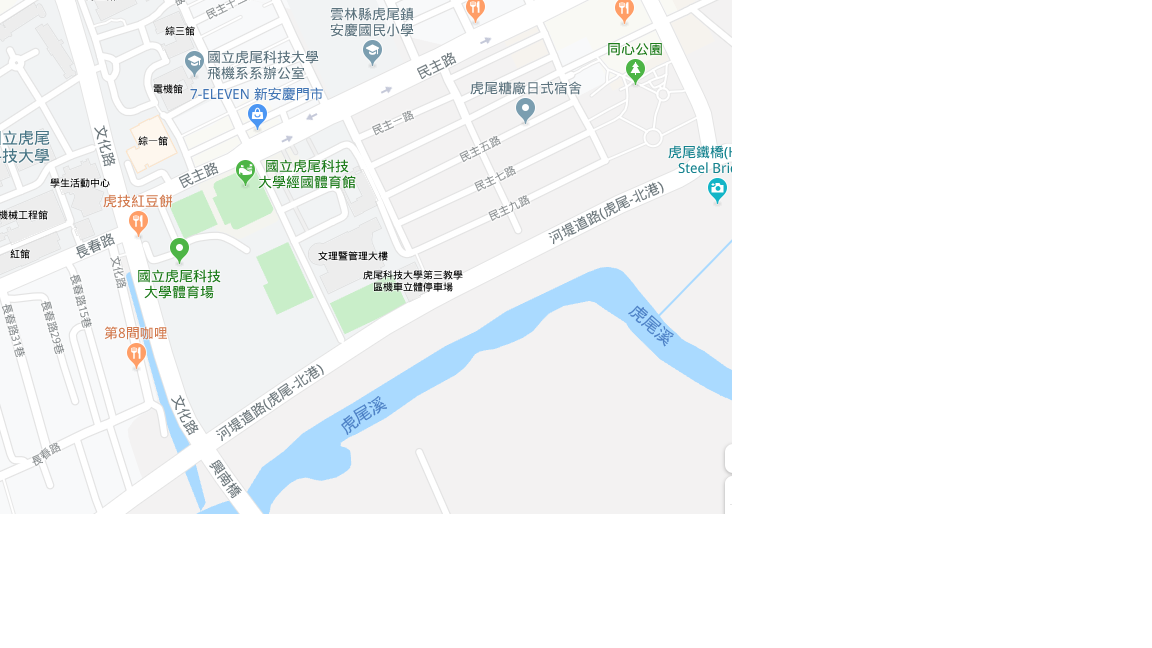 民主十二
雲林縣虎尾鎮
安慶國民小學
綜三館
國立虎尾科技大學
飛機系系辦公室
民主路
同心公園
電機館
7-ELEVEN 新安慶門市
虎尾糖廠日式宿舍
民主一路
文化路
綜一館
立虎尾
技大學
民主五路
虎尾鐵橋(H
Steel Brid
國立虎尾科技
大學經國體育館
民主路
學生活動中心
民主七路
虎技紅豆餅
民主九路
機械工程館
河堤道路(虎尾-北港)
長春路
紅館
文理暨管理大樓
文化路
國立虎尾科技
大學體育場
虎尾科技大學第三教學
區機車立體停車場
長春路15巷
長春路29巷
長春路31巷
虎尾溪
第8間咖哩
河堤道路(虎尾-北港)
文化路
虎尾溪
長春路
興南橋